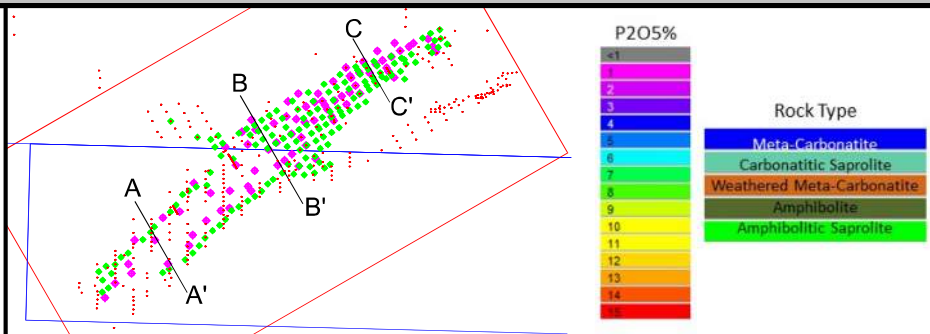 C
P2O5%
<1
1
2
3
4
5
6
7
8
9
10
11
12
13
14
15
B
C'
Rock Type
Meta-Carbonatite
Carbonatitic Saprolite
Weathered Meta-Carbonatite
Amphibolite
Amphibolitic Saprolite
A
B'
A'